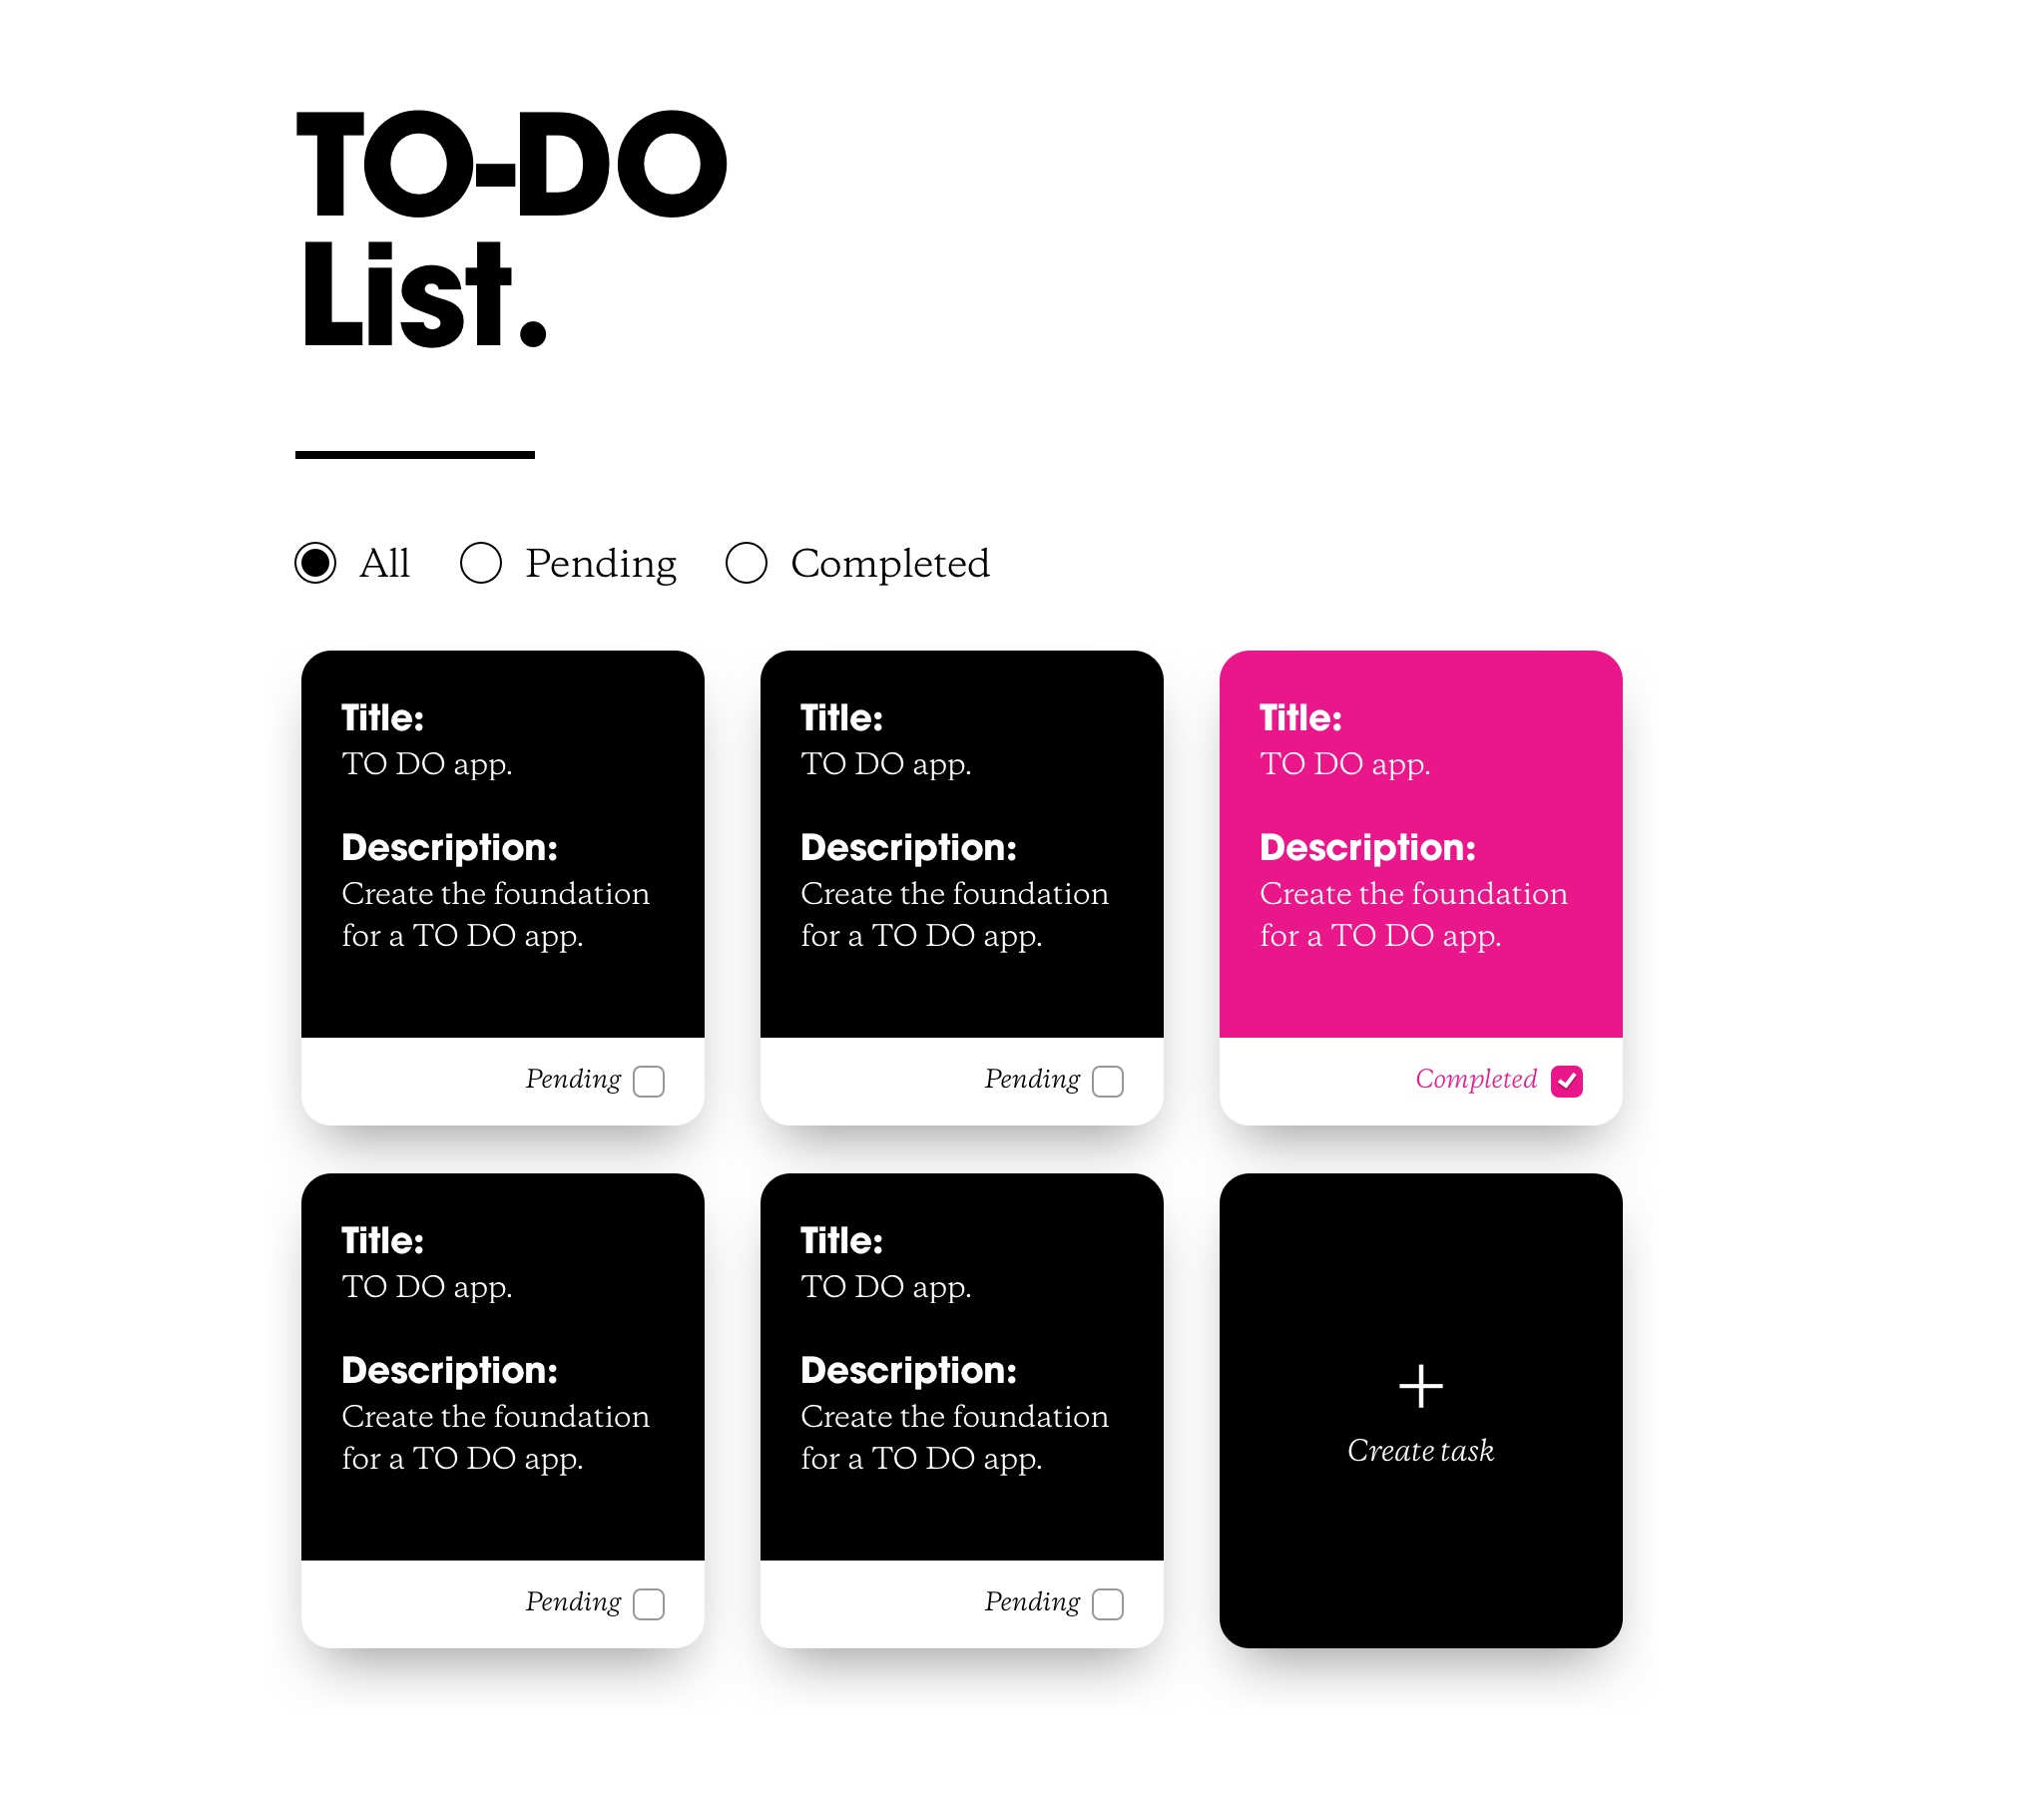 TO-DO
List.
All
Pending
Completed
Title:
TO DO app.
Description:
Create the foundation
for a TO DO app.
Pending
Title:
TO DO app.
Description:
Create the foundation
for a TO DO app.
Pending
Title:
TO DO app.
Description:
Create the foundation
for a TO DO app.
Completed
Title:
TO DO app.
Description:
Create the foundation
for a TO DO app.
Pending
Title:
TO DO app.
Description:
Create the foundation
for a TO DO app.
Pending
Create task